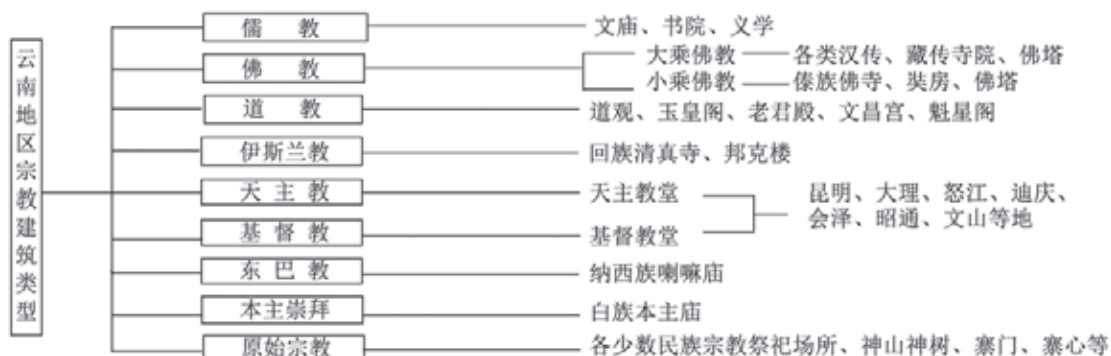 云南地区宗教建筑类型
儒 教
文庙、书院、义学
佛 教
大乘佛教
各类汉传、藏传寺院、佛塔
小乘佛教
傣族佛寺、奘房、佛塔
道 教
道观、玉皇阁、老君殿、文昌宫、魁星阁
伊斯兰教
回族清真寺、邦克楼
天 主 教
天主教堂
基 督 教
基督教堂
昆明、大理、怒江、迪庆、
会泽、昭通、文山等地
东 巴 教
纳西族喇嘛庙
本主崇拜
白族本主庙
原始宗教
各少数民族宗教祭祀场所、神山神树、寨门、寨心等